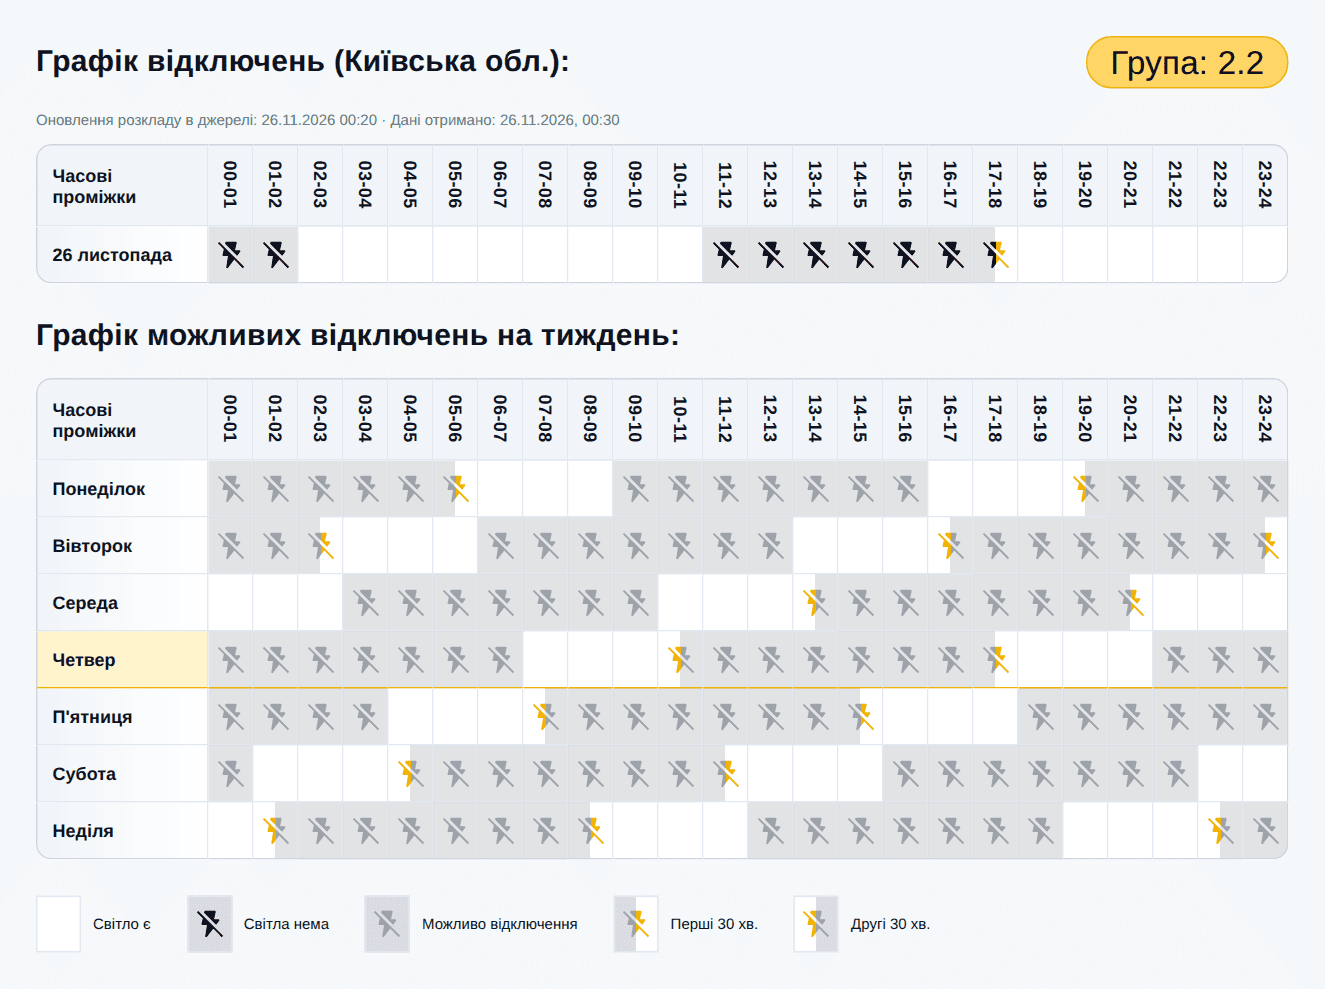 Графік відключень (Київська обл.):
Група: 2.2
Оновлення розкладу в джерелі: 26.11.2026 00:20 · Дані отримано: 26.11.2026, 00:30
Часові проміжки 00-01 01-02 02-03 03-04 04-05 05-06 06-07 07-08 08-09 09-10 10-11 11-12 12-13 13-14 14-15 15-16 16-17 17-18 18-19 19-20 20-21 21-22 22-23 23-24
26 листопада
Графік можливих відключень на тиждень:
Часові проміжки 00-01 01-02 02-03 03-04 04-05 05-06 06-07 07-08 08-09 09-10 10-11 11-12 12-13 13-14 14-15 15-16 16-17 17-18 18-19 19-20 20-21 21-22 22-23 23-24
Понеділок
Вівторок
Середа
Четвер
П'ятниця
Субота
Неділя
Світло є Світла нема Можливо відключення Перші 30 хв. Другі 30 хв.